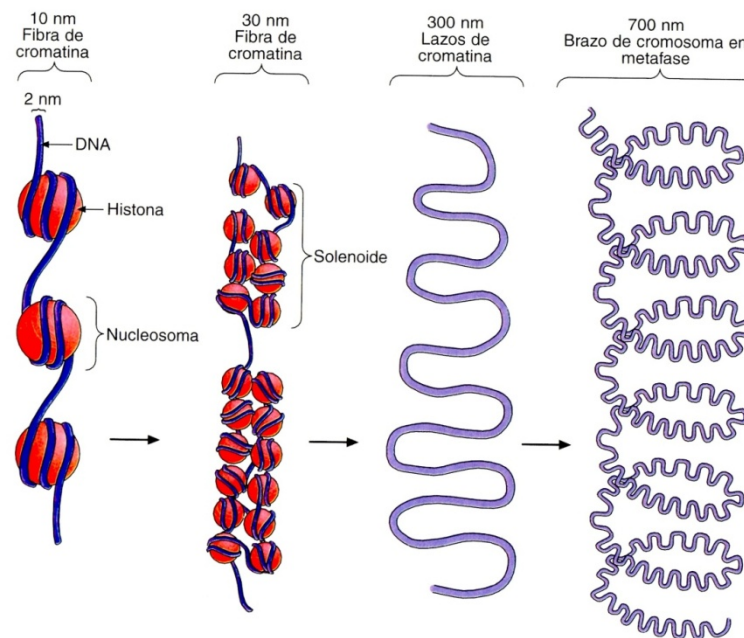 10 nm
Fibra de
cromatina
30 nm
Fibra de
cromatina
300 nm
Lazos de
cromatina
700 nm
Brazo de cromosoma en
metafase
2 nm
DNA
Histona
Nucleosoma
Solenoide